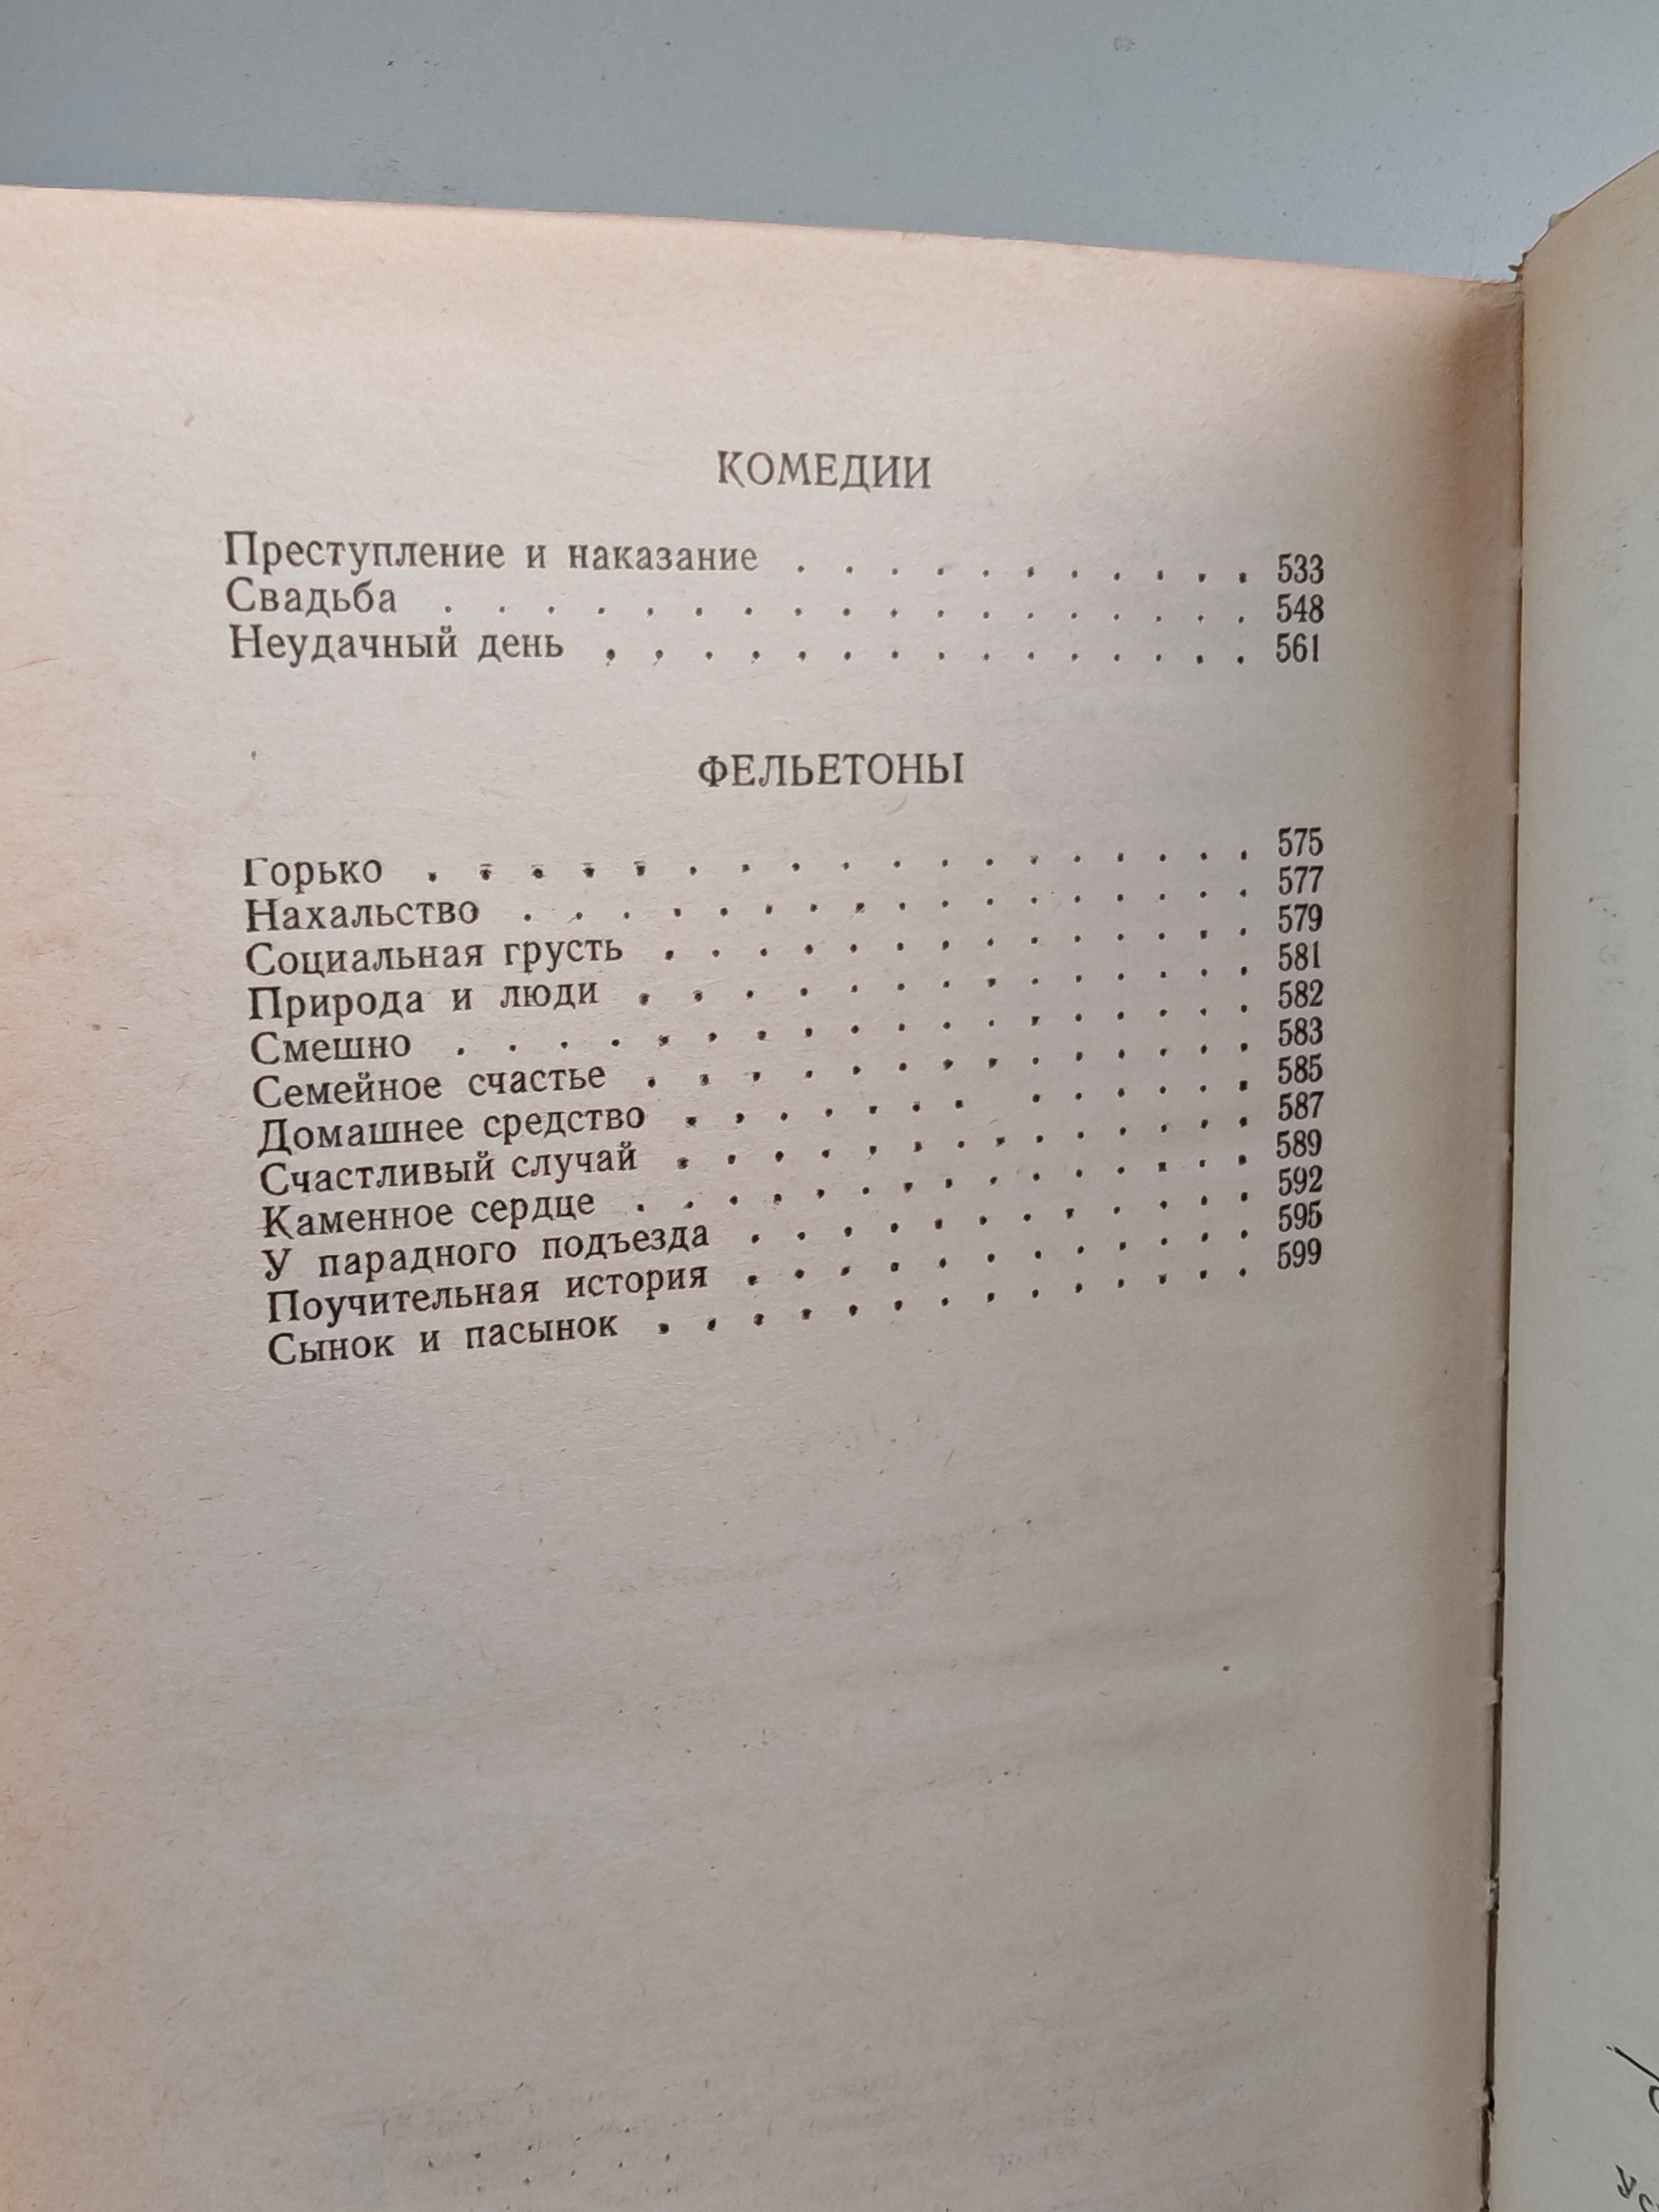 КОМЕДИИ
Преступление и наказание . . . . . . . . . . . 533
Свадьба . . . . . . . . . . . . . . . . . 548
Неудачный день . . . . . . . . . . . . . . 561
ФЕЛЬЕТОНЫ
Горько . . . . . . . . . . . . . . . . . . 575
Нахальство . . . . . . . . . . . . . . . . 577
Социальная грусть . . . . . . . . . . . . . 579
Природа и люди . . . . . . . . . . . . . . 581
Смешно . . . . . . . . . . . . . . . . . . 582
Семейное счастье . . . . . . . . . . . . . . 583
Домашнее средство . . . . . . . . . . . . . 585
Счастливый случай . . . . . . . . . . . . . 587
Каменное сердце . . . . . . . . . . . . . . 589
У парадного подъезда . . . . . . . . . . . . 592
Поучительная история . . . . . . . . . . . . 595
Сынок и пасынок . . . . . . . . . . . . . . 599